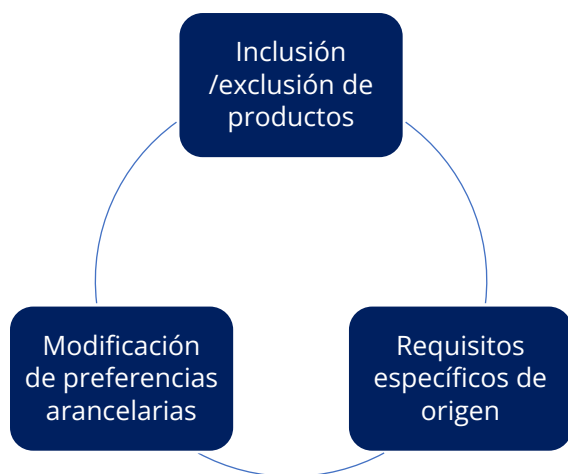 Inclusión
/exclusión de
productos
Modificación
de preferencias
arancelarias
Requisitos
específicos de
origen